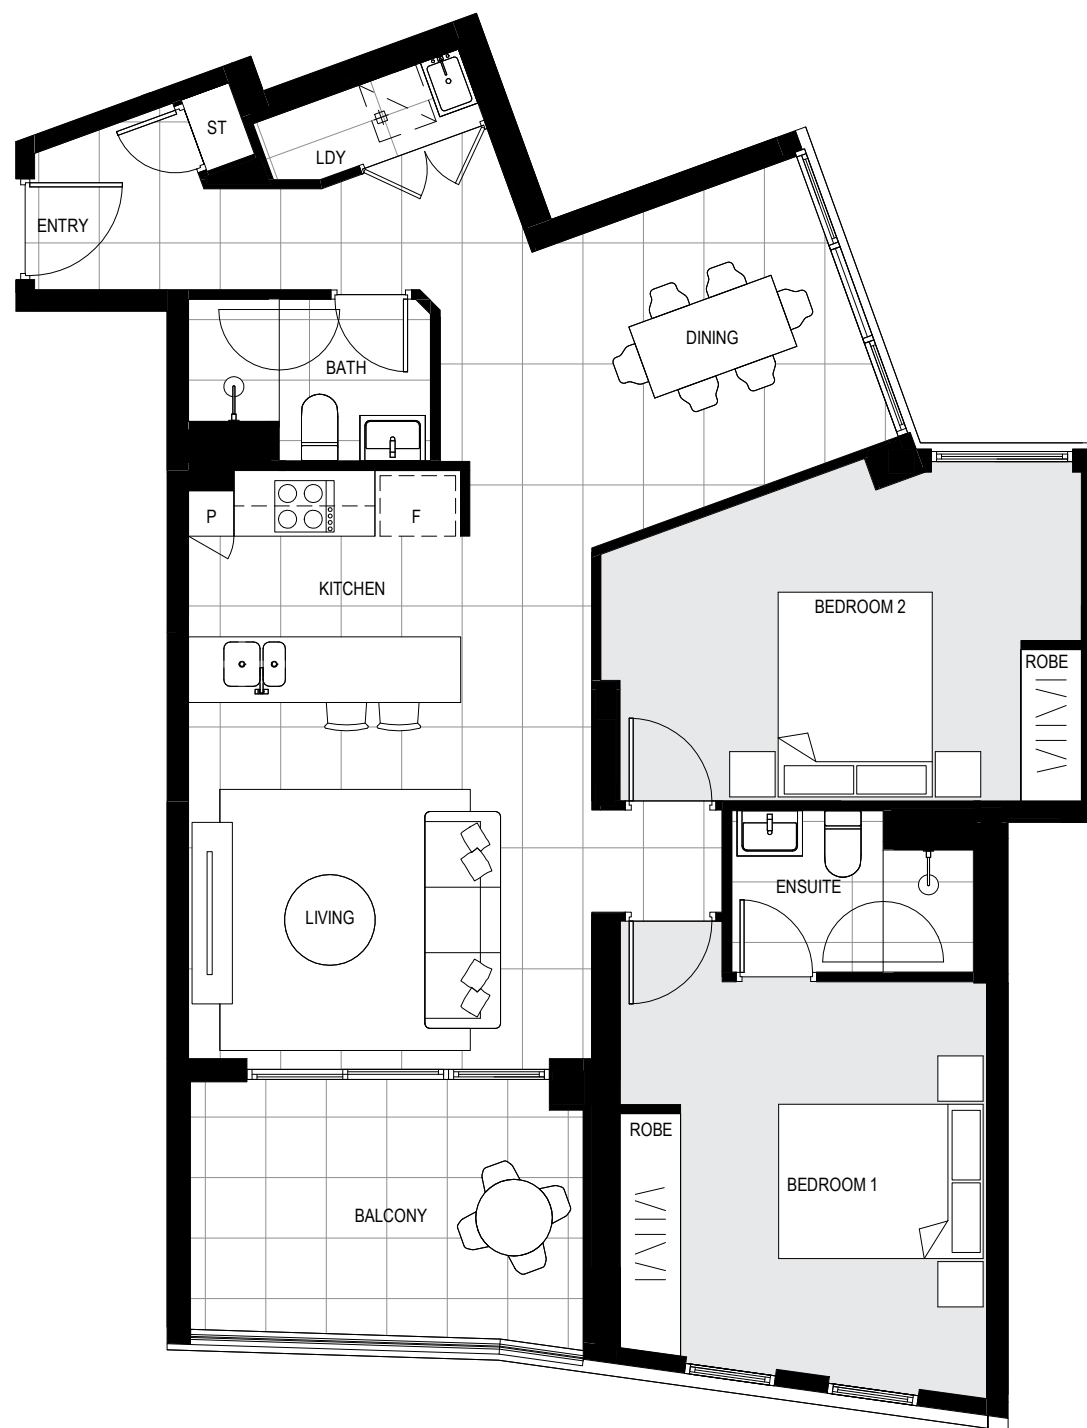 ST
LDY
ENTRY
DINING
BATH
P
F
KITCHEN
BEDROOM 2
ROBE
ENSUITE
LIVING
ROBE
BEDROOM 1
BALCONY